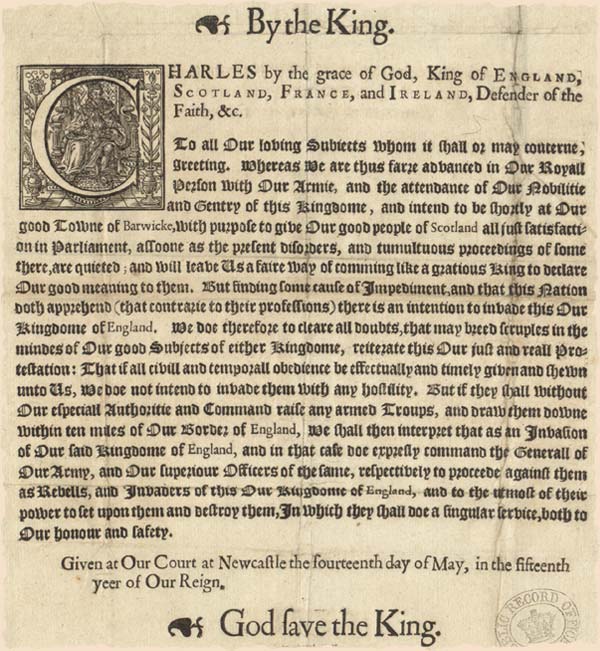 By the King.
CHARLES by the grace of God, King of ENGLAND,
SCOTLAND, FRANCE, and IRELAND, Defender of the
Faith, &c.
To all Our loving Subiects whom it shall or may concerne,
greeting. Whereas We are thus farre advanced in Our Royall
Person with Our Armie, and the attendance of Our Nobilitie
and Gentry of this Kingdome, and intend to be shortly at Our
good Towne of Barwicke, with purpose to give Our good people of Scotland all just satisfacti-
on in Parliament, assoone as the present disorders, and tumultuous proceedings of some
there, are quieted; and will leave Us a faire way of comming like a gratious King to declare
Our good meaning to them. But finding some cause of Impediment, and that this Nation
doth apprehend (that contrarie to their professions) there is an intention to invade this Our
Kingdome of England. We doe therefore to cleare all doubts, that may breed scruples in the
mindes of Our good Subjects of either Kingdome, reiterate this Our just and reall Pro-
testation: That if all civill and temporall obedience be effectually and timely given and shewn
unto Us, We doe not intend to invade them with any hostility. But if they shall without
Our especiall Authoritie and Command raise any armed Troups, and draw them downe
within ten miles of Our Border of England, We shall then interpret that as an Invasion
of Our said Kingdome of England, and in that case doe expresly command the Generall of
Our Army, and Our superiour Officers of the same, respectively to proceede against them
as Rebells, and Invaders of this Our Kingdome of England, and to the utmost of their
power to set upon them and destroy them, In which they shall doe a singular service, both to
Our honour and safety.
Given at Our Court at Newcastle the fourteenth day of May, in the fifteenth
yeer of Our Reign.
God save the King.
PUBLIC RECORD OFFICE